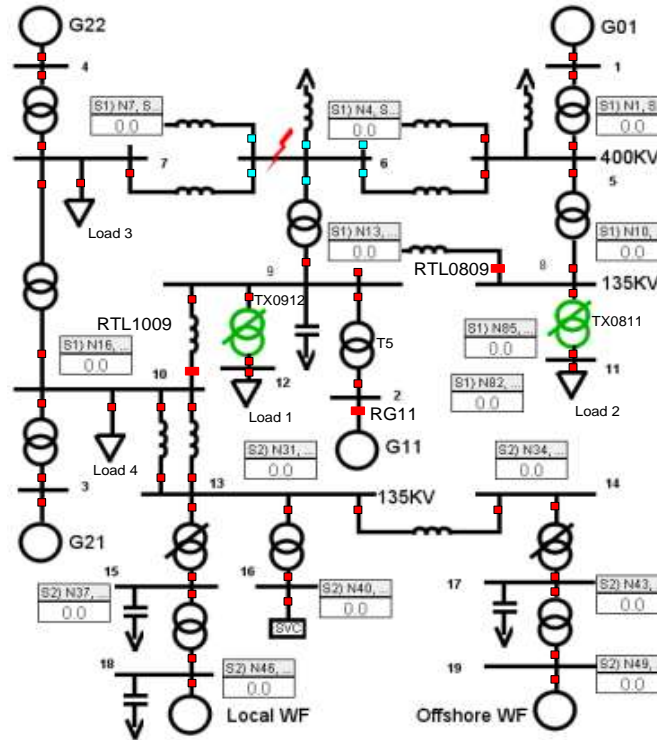 G22
G01
4
1
S1) N7, S...
0.0
S1) N4, S...
0.0
S1) N1, S...
0.0
7
6
400KV
5
Load 3
S1) N13, ...
0.0
S1) N10, ...
0.0
RTL0809
9
8
135KV
TX0912
RTL1009
T5
S1) N85, ...
0.0
TX0811
S1) N16, ...
0.0
10
12
11
S1) N82, ...
0.0
2
Load 1
RG11
Load 2
Load 4
G11
S2) N31, ...
0.0
S2) N34, ...
0.0
3
13
135KV
14
G21
15
16
17
S2) N37, ...
0.0
S2) N40, ...
0.0
S2) N43, ...
0.0
SVC
18
S2) N46, ...
0.0
19
S2) N49, ...
0.0
Local WF
Offshore WF